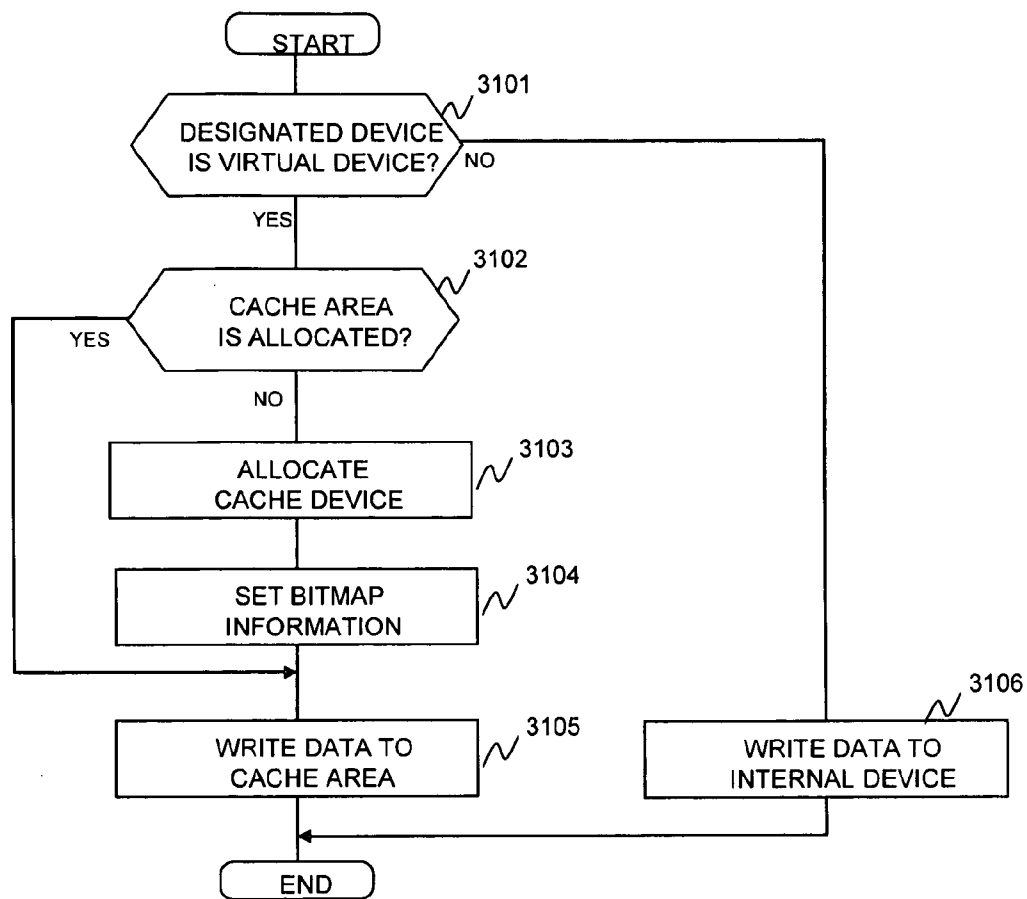 START
3101
DESIGNATED DEVICE
IS VIRTUAL DEVICE?
NO
YES
3102
CACHE AREA
IS ALLOCATED?
YES
NO
3103
ALLOCATE
CACHE DEVICE
3104
SET BITMAP
INFORMATION
3105
WRITE DATA TO
CACHE AREA
3106
WRITE DATA TO
INTERNAL DEVICE
END